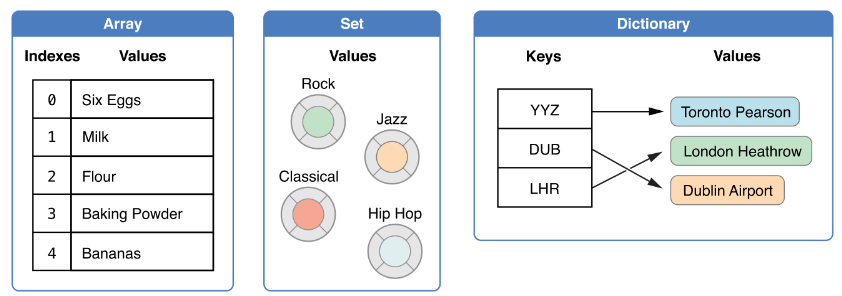 Array
Indexes Values
0 Six Eggs
1 Milk
2 Flour
3 Baking Powder
4 Bananas
Set
Values
Rock
Jazz
Classical
Hip Hop
Dictionary
Keys Values
YYZ Toronto Pearson
DUB London Heathrow
LHR Dublin Airport